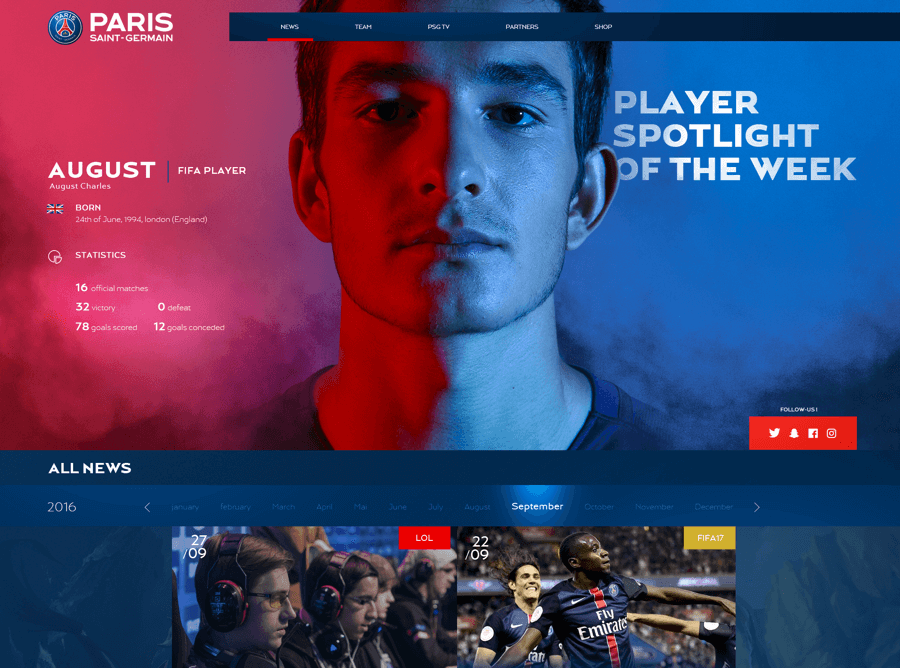 PARIS
PARIS
SAINT-GERMAIN
NEWS
TEAM
PSG TV
PARTNERS
SHOP
PLAYER
SPOTLIGHT
OF THE WEEK
AUGUST
FIFA PLAYER
August Charles
BORN
24th of June, 1994, london (England)
STATISTICS
16 official matches
32 victory
0 defeat
78 goals scored
12 goals conceded
FOLLOW-US !
ALL NEWS
2016
january
february
March
April
Mai
June
July
August
September
October
November
December
27
/09
LOL
22
/09
FIFA17
Fly
Emirates